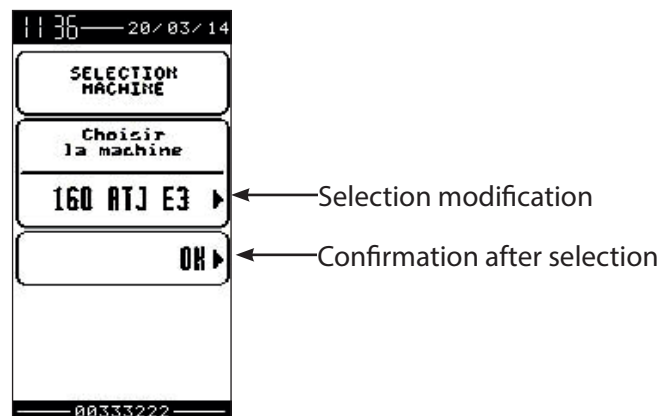 11 36 20/03/14
SELECTION
MACHINE
Choisir
la machine
160 ATJ E3
Selection modification
OK
Confirmation after selection
00333222